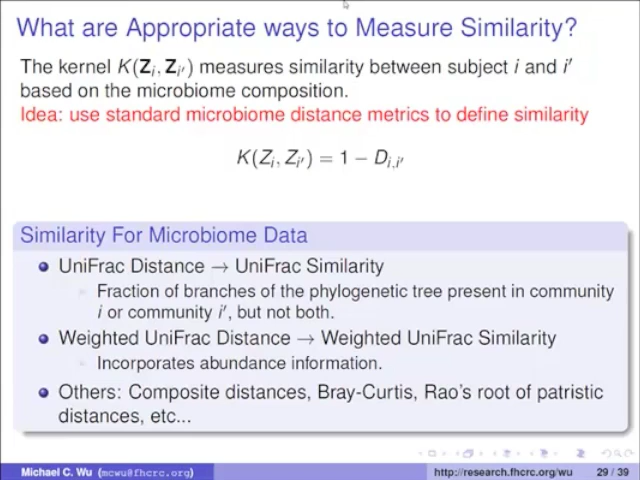 What are Appropriate ways to Measure Similarity?
The kernel K(Zᵢ, Zᵢ′) measures similarity between subject i and i′
based on the microbiome composition.
Idea: use standard microbiome distance metrics to define similarity
K(Zᵢ, Zᵢ′) = 1 − Dᵢ,ᵢ′
Similarity For Microbiome Data
UniFrac Distance → UniFrac Similarity
Fraction of branches of the phylogenetic tree present in community
i or community i′, but not both.
Weighted UniFrac Distance → Weighted UniFrac Similarity
Incorporates abundance information.
Others: Composite distances, Bray-Curtis, Rao's root of patristic
distances, etc...
Michael C. Wu (mcwu@fhcrc.org) http://research.fhcrc.org/wu 29 / 39